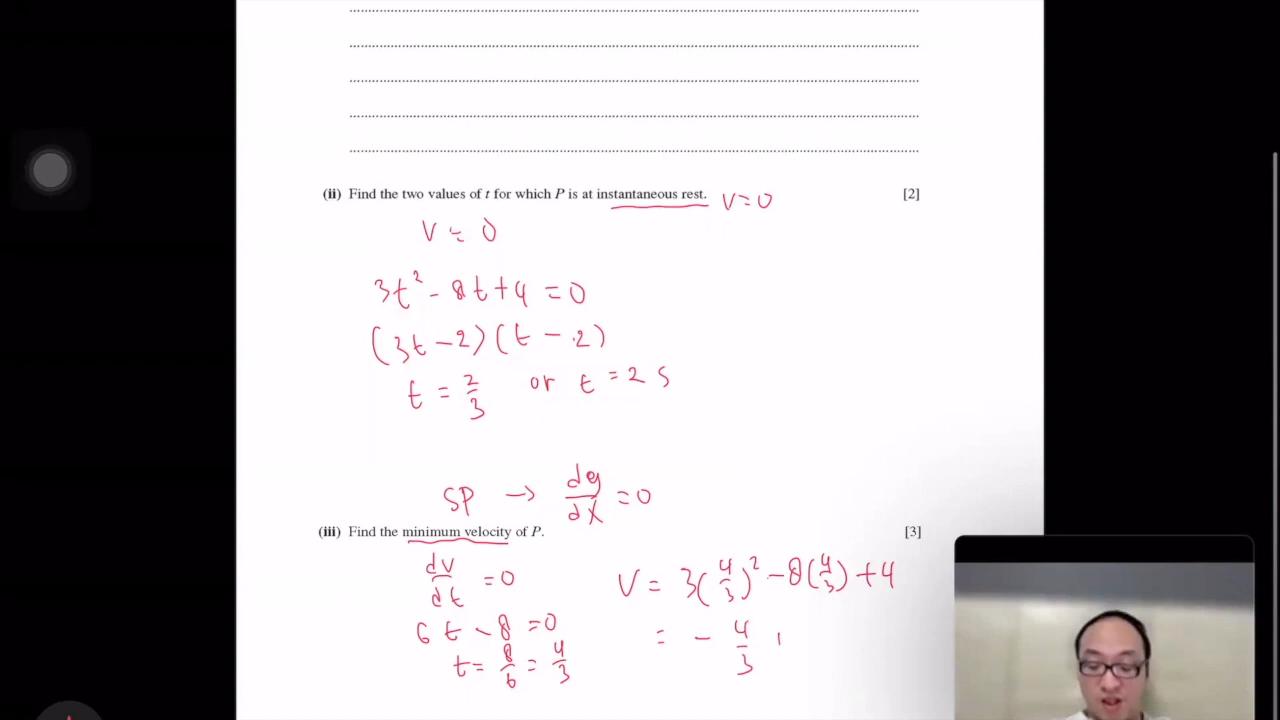 (ii) Find the two values of t for which P is at instantaneous rest. V=0 [2]
V = 0
3t² - 8t + 4 = 0
(3t - 2)(t - 2)
t = 2/3 or t = 2 s
SP → dy/dx = 0
(iii) Find the minimum velocity of P. [3]
dv/dt = 0
6t - 8 = 0
t = 8/6 = 4/3
V = 3(4/3)² - 8(4/3) + 4
= - 4/3